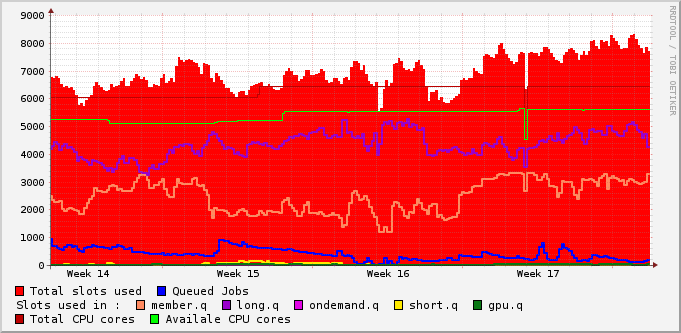 RRDTOOL / TOBI OETIKER
9000
8000
7000
6000
5000
4000
3000
2000
1000
0
Week 14 Week 15 Week 16 Week 17
Total slots used Queued Jobs
Slots used in : member.q long.q ondemand.q short.q gpu.q
Total CPU cores Availale CPU cores